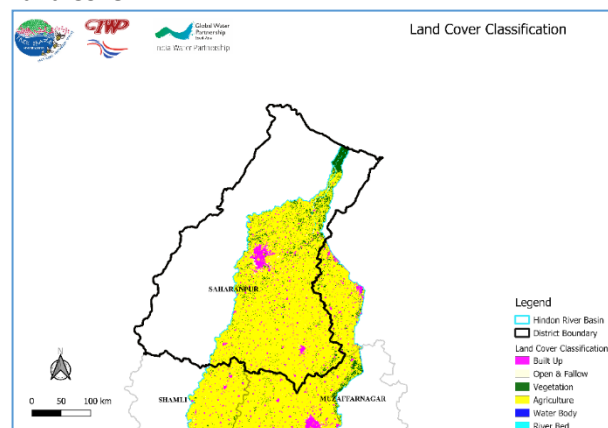 Land Cover Classification
Global Water
Partnership
India Water Partnership
SAHARANPUR
SHAMLI
MUZAFFARNAGAR
N
0 50 100 km
Legend
Hindon River Basin
District Boundary
Land Cover Classification
Built Up
Open & Fallow
Vegetation
Agriculture
Water Body
River Bed